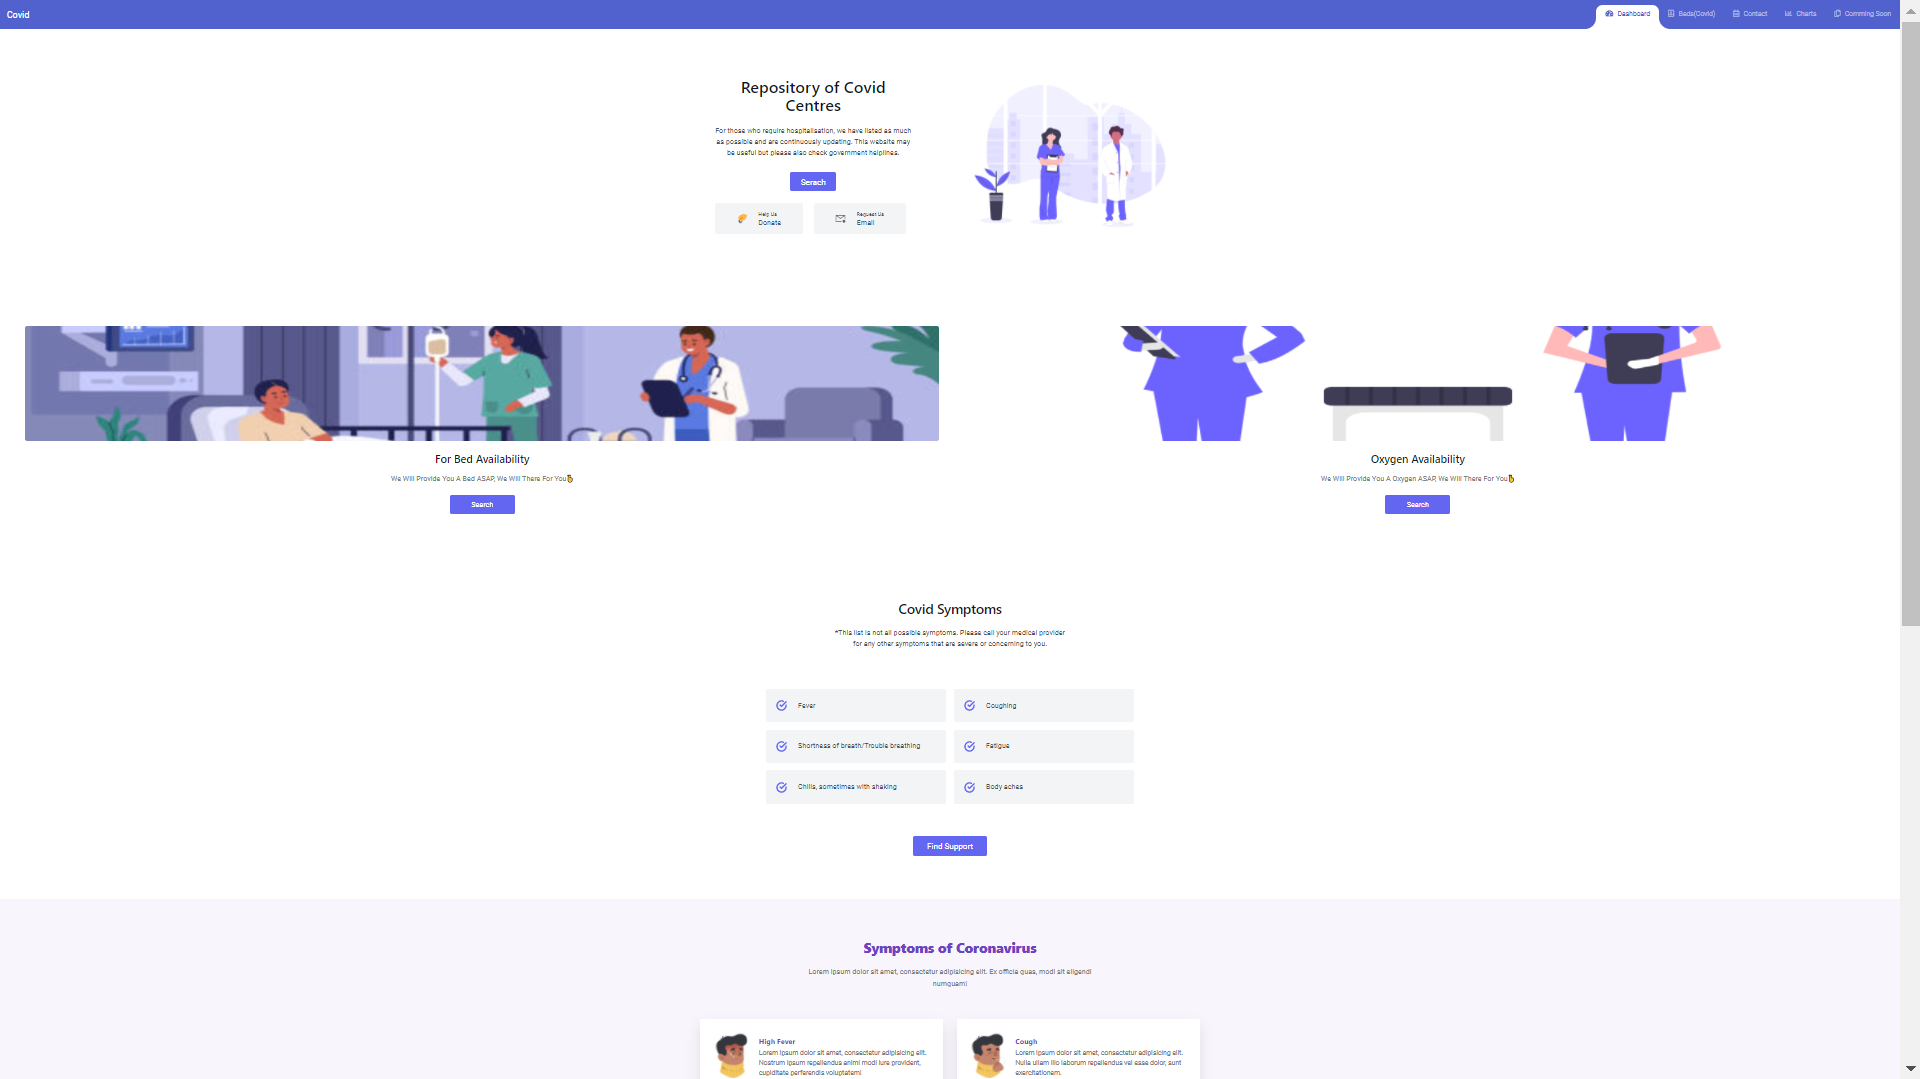 Covid
Dashboard
Beds(Covid)
Contact
Charts
Comming Soon
Repository of Covid
Centres
For those who require hospitalisation, we have listed as much
as possible and are continuously updating. This website may
be useful but please also check government helplines.
Serach
Help Us
Donate
Request Us
Email
For Bed Availability
We Will Provide You A Bed ASAP, We Will There For You
Search
Oxygen Availability
We Will Provide You A Oxygen ASAP, We Will There For You
Search
Covid Symptoms
*This list is not all possible symptoms. Please call your medical provider
for any other symptoms that are severe or concerning to you.
Fever
Coughing
Shortness of breath/Trouble breathing
Fatigue
Chills, sometimes with shaking
Body aches
Find Support
Symptoms of Coronavirus
Lorem ipsum dolor sit amet, consectetur adipisicing elit. Ex officia quas, modi sit eligendi
numquam!
High Fever
Lorem ipsum dolor sit amet, consectetur adipisicing elit.
Nostrum ipsum repellendus animi modi iure provident,
cupiditate perferendis voluptatem!
Cough
Lorem ipsum dolor sit amet, consectetur adipisicing elit.
Nulla ullam illo laborum repellendus vel esse dolor, sunt
exercitationem.